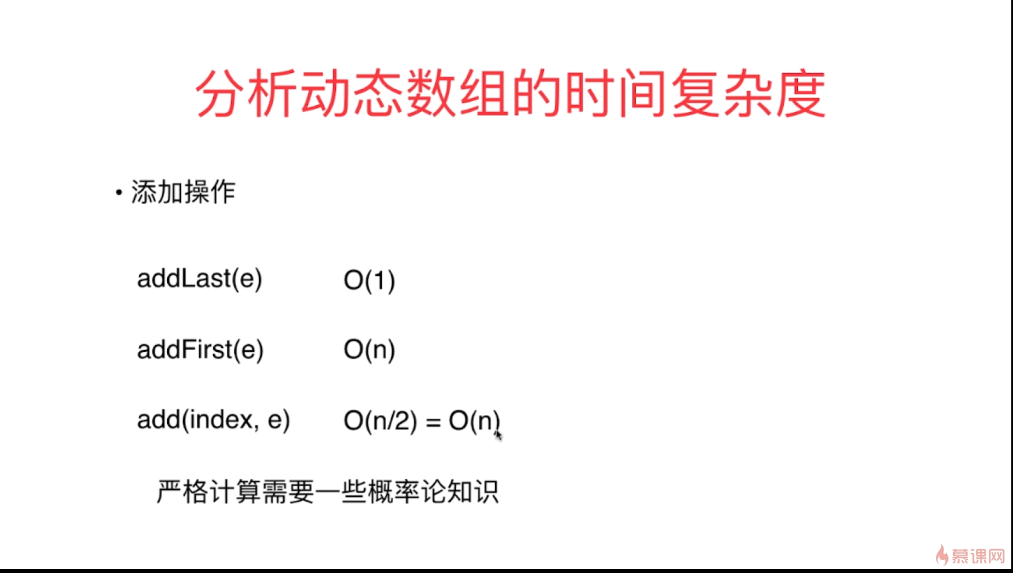 分析动态数组的时间复杂度
• 添加操作
addLast(e) O(1)
addFirst(e) O(n)
add(index, e) O(n/2) = O(n)
严格计算需要一些概率论知识
慕课网